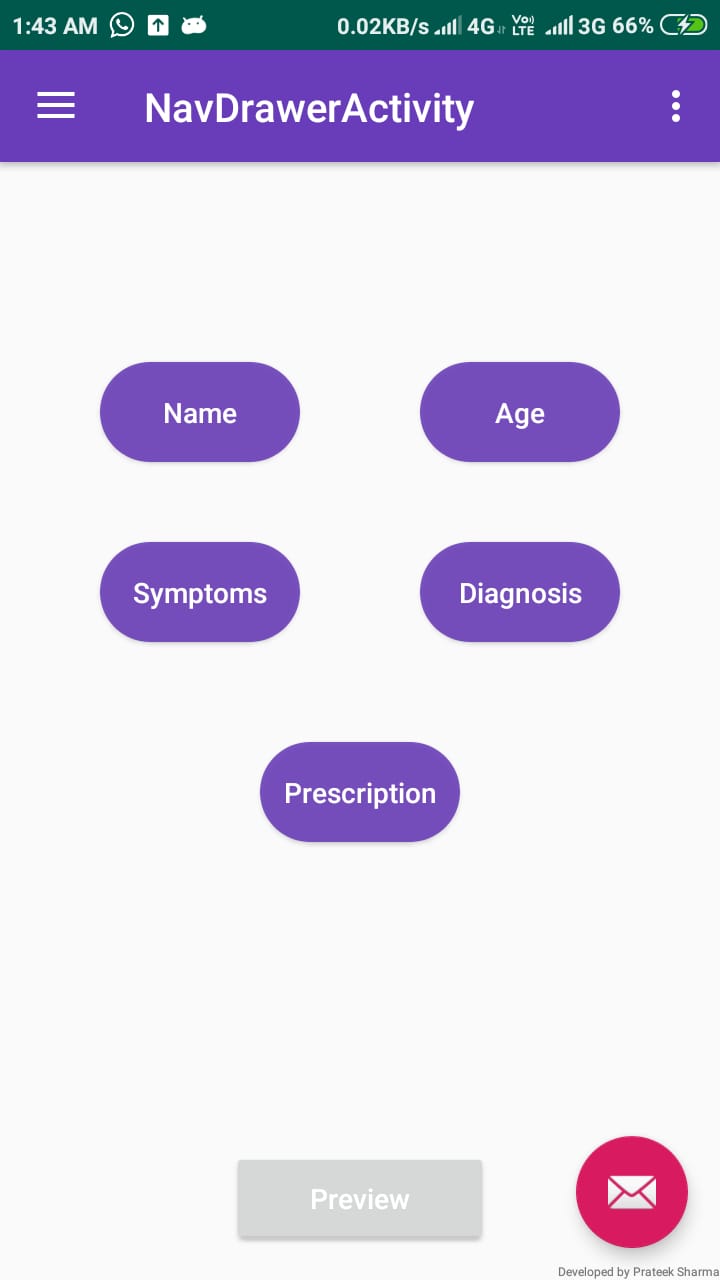 1:43 AM 0.02KB/s 4G Vo)) LTE 3G 66%
NavDrawerActivity
Name Age
Symptoms Diagnosis
Prescription
Preview
Developed by Prateek Sharma